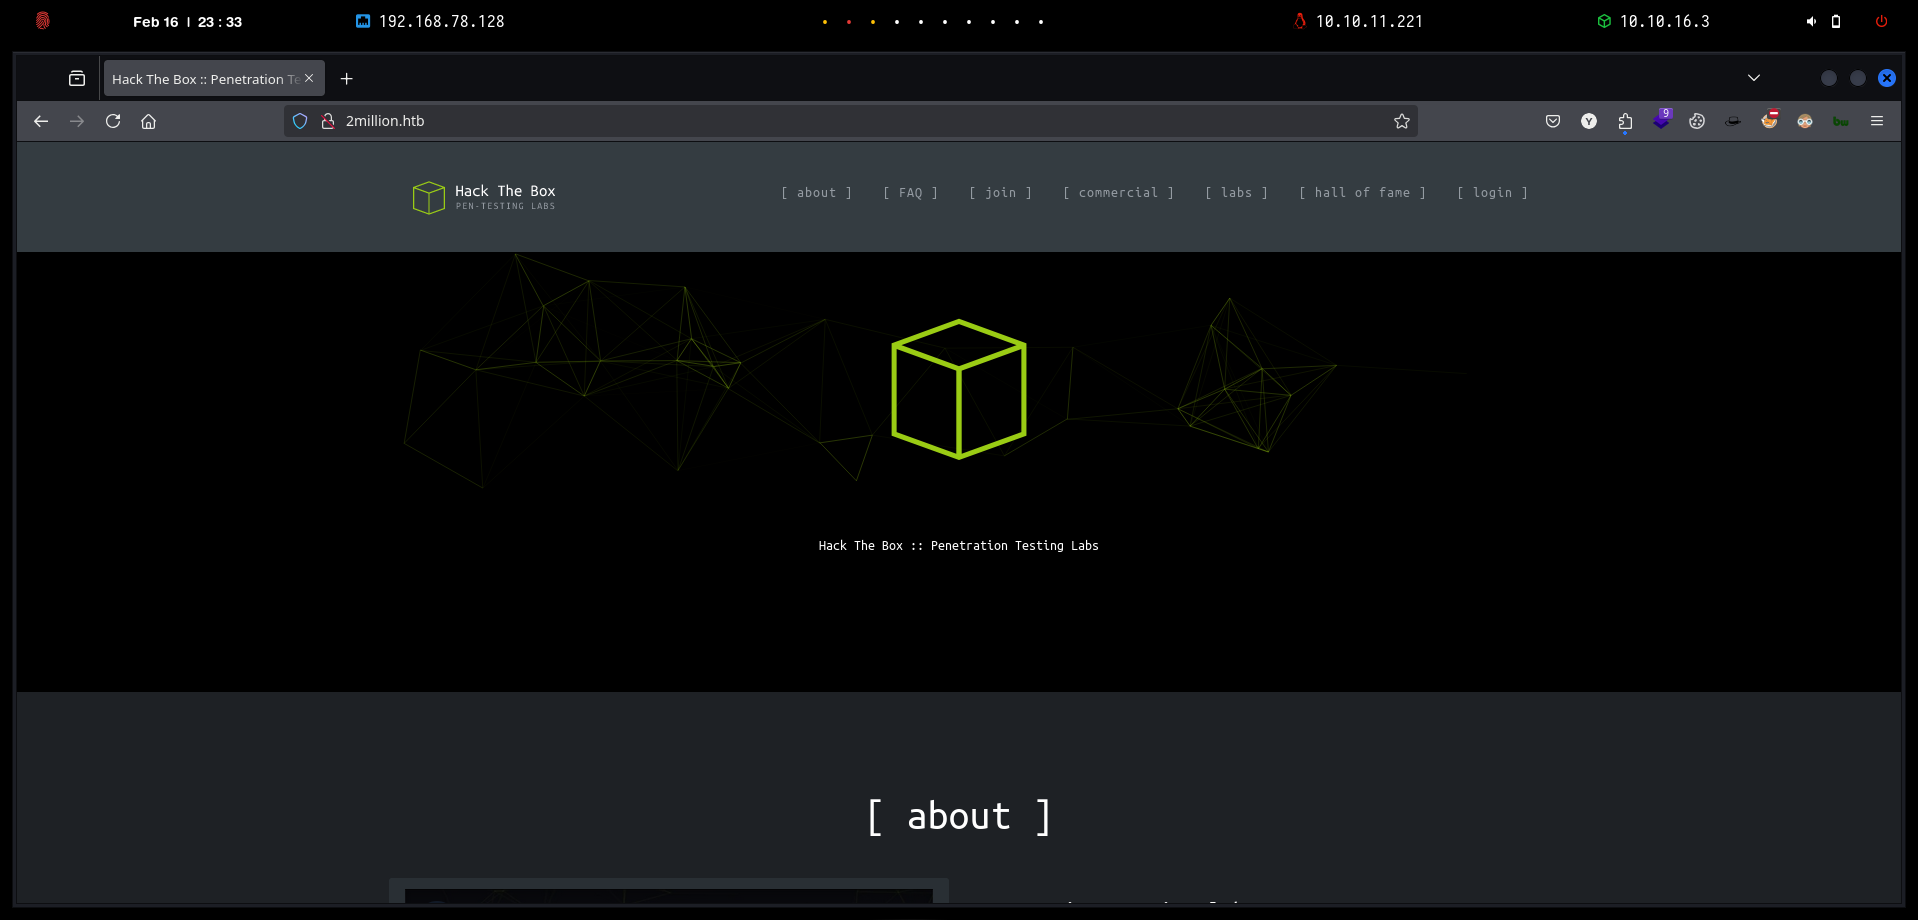 Feb 16 | 23 : 33 192.168.78.128 10.10.11.221 10.10.16.3
Hack The Box :: Penetration Te
2million.htb
9
Y
bw
Hack The Box
PEN-TESTING LABS
[ about ] [ FAQ ] [ join ] [ commercial ] [ labs ] [ hall of fame ] [ login ]
Hack The Box :: Penetration Testing Labs
[ about ]